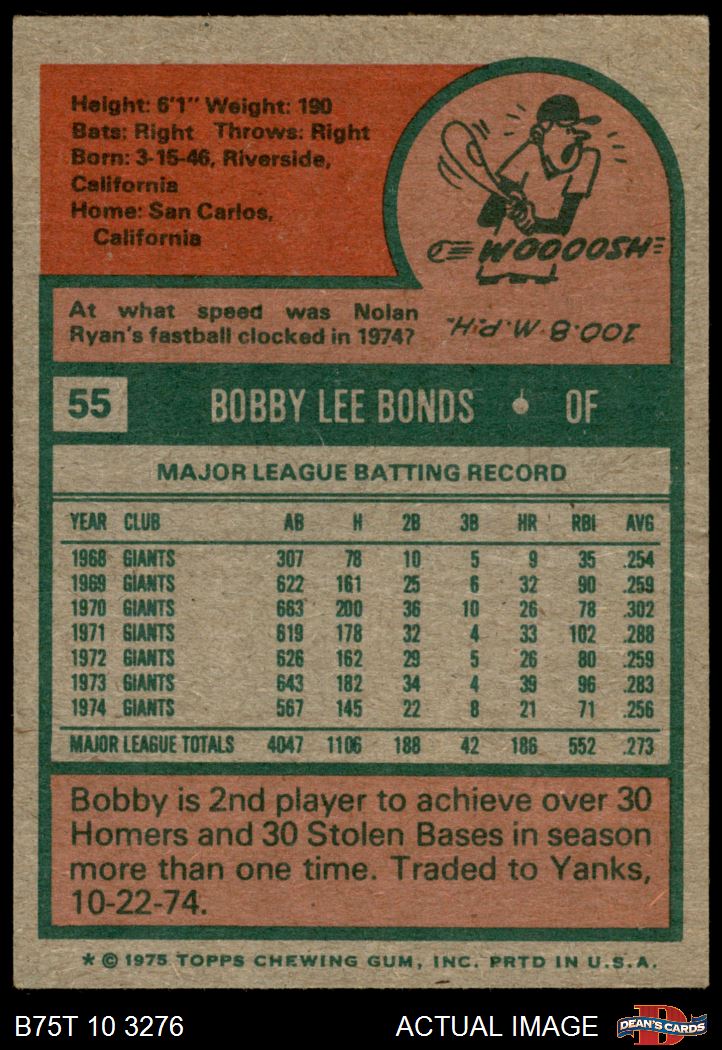 Height: 6'1" Weight: 190
Bats: Right Throws: Right
Born: 3-15-46, Riverside,
California
Home: San Carlos,
California
WOOOOSH
At what speed was Nolan
Ryan's fastball clocked in 1974?
100.8 M.P.H.
55 BOBBY LEE BONDS • OF
MAJOR LEAGUE BATTING RECORD
YEAR CLUB AB H 2B 3B HR RBI AVG
1968 GIANTS 307 78 10 5 9 35 .254
1969 GIANTS 622 161 25 6 32 90 .259
1970 GIANTS 663 200 36 10 26 78 .302
1971 GIANTS 619 178 32 4 33 102 .288
1972 GIANTS 626 162 29 5 26 80 .259
1973 GIANTS 643 182 34 4 39 96 .283
1974 GIANTS 567 145 22 8 21 71 .256
MAJOR LEAGUE TOTALS 4047 1106 188 42 186 552 .273
Bobby is 2nd player to achieve over 30
Homers and 30 Stolen Bases in season
more than one time. Traded to Yanks,
10-22-74.
* © 1975 TOPPS CHEWING GUM, INC. PRTD IN U.S.A.
B75T 10 3276 ACTUAL IMAGE DEAN'S CARDS